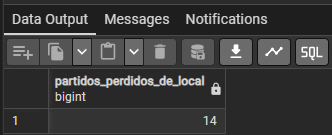 Data Output Messages Notifications
SQL
partidos_perdidos_de_local
bigint
1 14